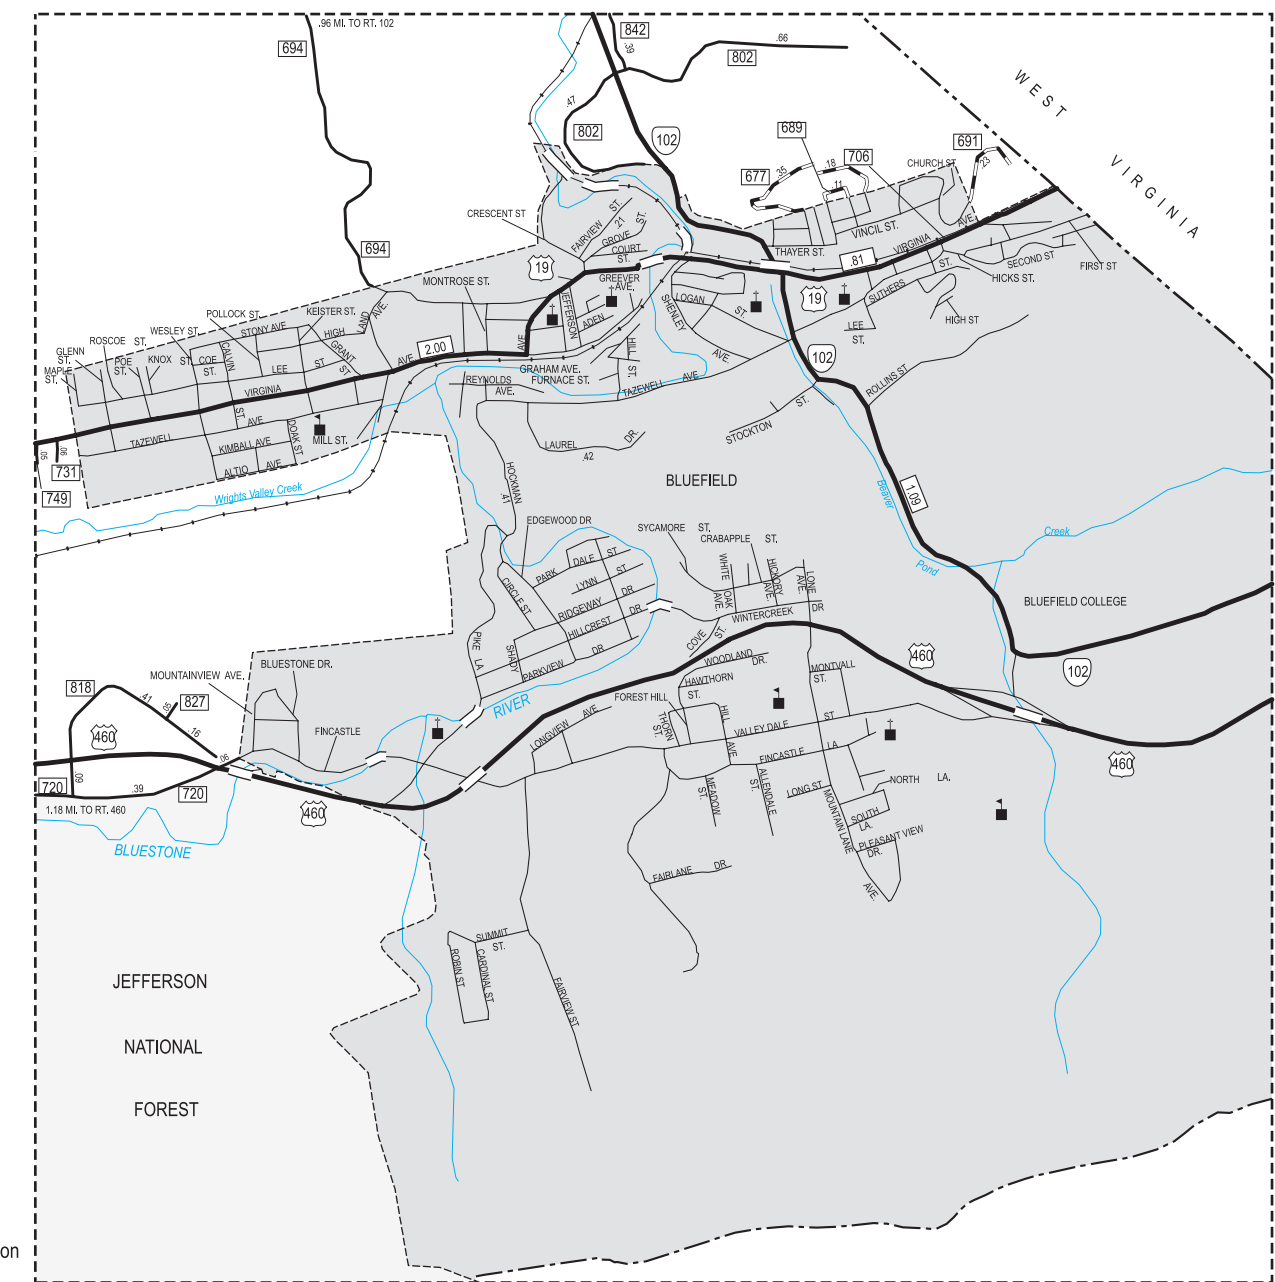 .96 MI. TO RT. 102
694
842
.39
.66
802
.47
802
102
WEST
VIRGINIA
689
691
.23
706
.18
.35
.11
677
CHURCH ST.
CRESCENT ST
FAIRVIEW ST.
.21
GROVE ST.
COURT ST.
VINCIL ST.
THAYER ST.
VIRGINIA AVE
.81
694
19
GREEVER AVE.
SECOND ST
FIRST ST
HICKS ST.
MONTROSE ST.
JEFFERSON
ADEN
SHENLEY AVE
LOGAN ST.
19
SUTHERS ST.
HIGH ST
LEE ST.
POLLOCK ST.
KEISTER ST.
LAND AVE.
WESLEY ST.
STONY AVE
HIGH
ROSCOE ST.
GLENN ST.
MAPLE ST.
POE ST.
KNOX ST
COE ST.
CALVIN ST.
LEE ST
GRANT ST
AVE
2.00
AVE
102
HILL ST.
GRAHAM AVE.
FURNACE ST.
REYNOLDS AVE.
TAZEWELL AVE
ROLLINS ST
VIRGINIA
TAZEWELL AVE
KIMBALL AVE
DOAK ST
MILL ST.
ALTIO AVE
STOCKTON ST.
LAUREL DR.
.42
.06
.06
731
749
Wrights Valley Creek
HOCKMAN
.41
BLUEFIELD
1.09
Beaver
Pond
Creek
EDGEWOOD DR
SYCAMORE ST.
CRABAPPLE ST.
PARK
DALE ST
LYNN ST
CIRCLE ST.
RIDGEWAY DR
HILLCREST DR
WHITE OAK AVE.
HICKORY AVE.
LONE AVE.
WINTERCREEK DR
COVE ST.
BLUEFIELD COLLEGE
PIKE LA
SHADY
PARKVIEW DR
WOODLAND DR.
MONTVALL ST.
460
102
MOUNTAINVIEW AVE.
BLUESTONE DR.
818
.41
.05
827
.16
460
RIVER
HAWTHORN ST.
FOREST HILL
THORN ST.
HILL AVE
VALLEY DALE ST
FINCASTLE LA
FINCASTLE
LONGVIEW AVE
.06
.09
720
.39
720
460
460
1.18 MI. TO RT. 460
BLUESTONE
MEADOW ST.
ALLENDALE ST.
LONG ST
MOUNTAIN LANE AVE.
NORTH LA.
SOUTH LA.
PLEASANT VIEW DR.
FAIRLANE DR
SUMMIT ST.
ROBIN ST
CARDINAL ST
FAIRVIEW ST.
JEFFERSON
NATIONAL
FOREST
on